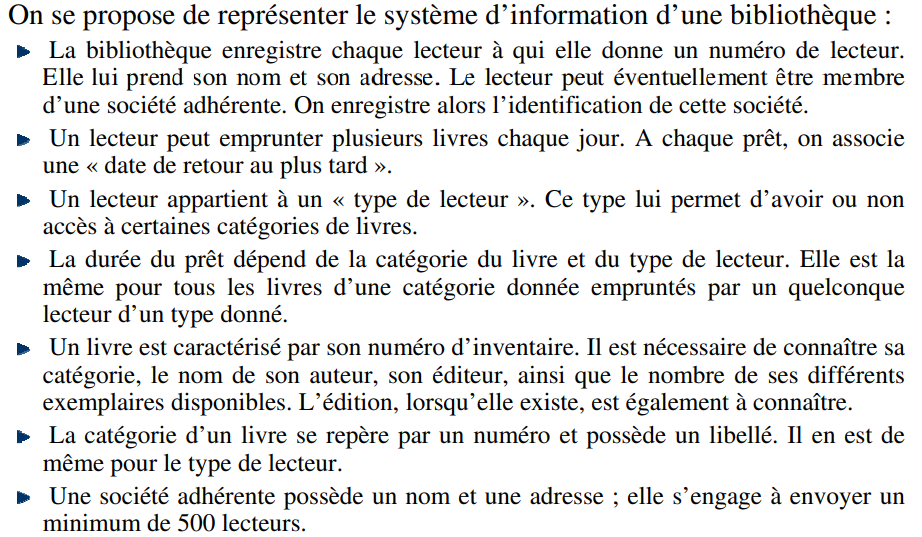 On se propose de représenter le système d’information d’une bibliothèque :
La bibliothèque enregistre chaque lecteur à qui elle donne un numéro de lecteur.
Elle lui prend son nom et son adresse. Le lecteur peut éventuellement être membre
d’une société adhérente. On enregistre alors l’identification de cette société.
Un lecteur peut emprunter plusieurs livres chaque jour. A chaque prêt, on associe
une « date de retour au plus tard ».
Un lecteur appartient à un « type de lecteur ». Ce type lui permet d’avoir ou non
accès à certaines catégories de livres.
La durée du prêt dépend de la catégorie du livre et du type de lecteur. Elle est la
même pour tous les livres d’une catégorie donnée empruntés par un quelconque
lecteur d’un type donné.
Un livre est caractérisé par son numéro d’inventaire. Il est nécessaire de connaître sa
catégorie, le nom de son auteur, son éditeur, ainsi que le nombre de ses différents
exemplaires disponibles. L’édition, lorsqu’elle existe, est également à connaître.
La catégorie d’un livre se repère par un numéro et possède un libellé. Il en est de
même pour le type de lecteur.
Une société adhérente possède un nom et une adresse ; elle s’engage à envoyer un
minimum de 500 lecteurs.